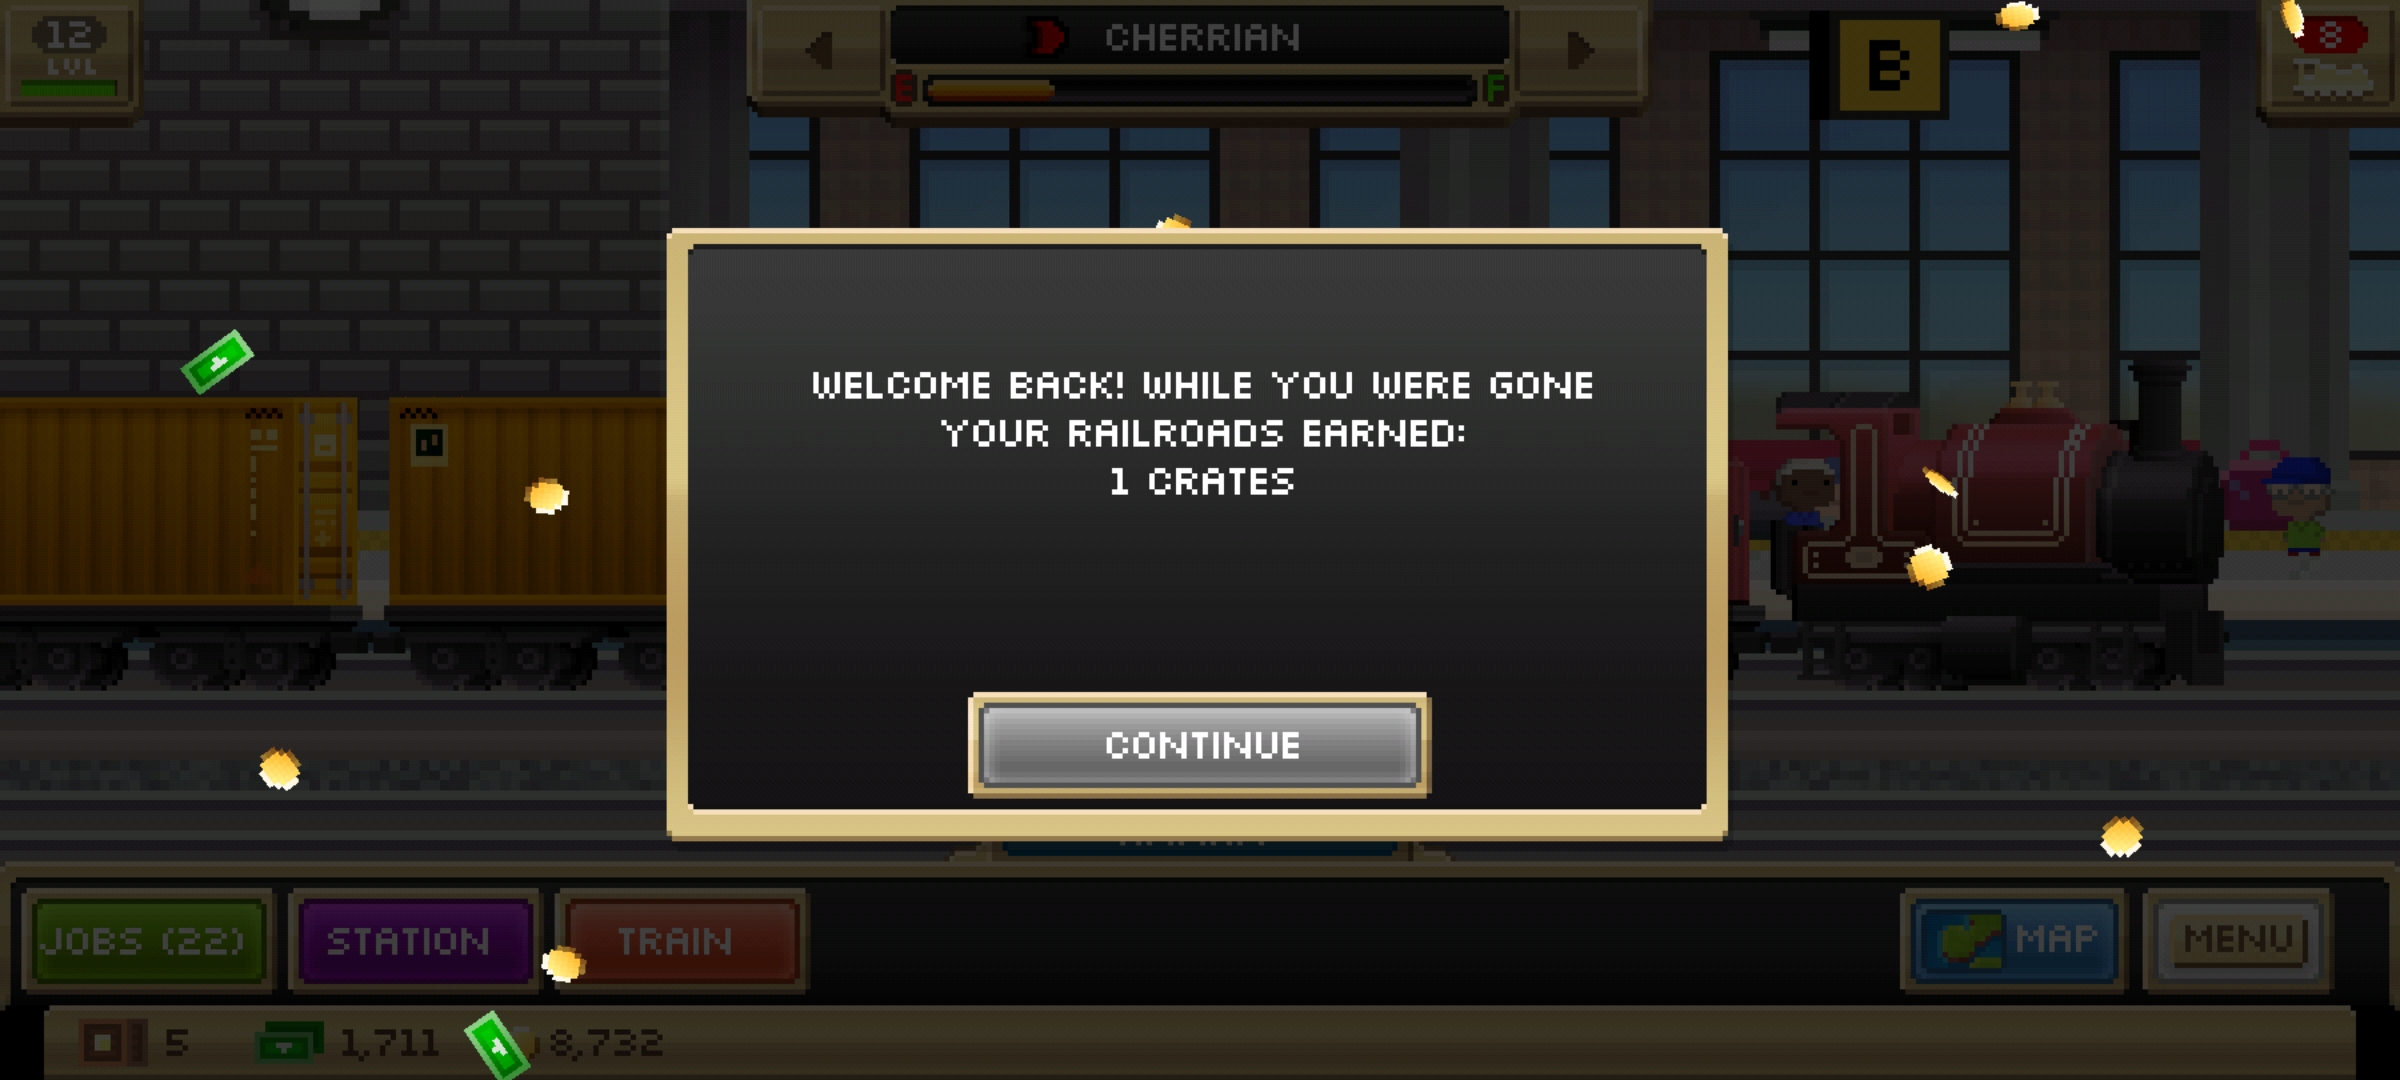 12
LVL
CHERRIAN
E
F
B
8
WELCOME BACK! WHILE YOU WERE GONE
YOUR RAILROADS EARNED:
1 CRATES
CONTINUE
JOBS (22)
STATION
TRAIN
MAP
MENU
5
1,711
8,732